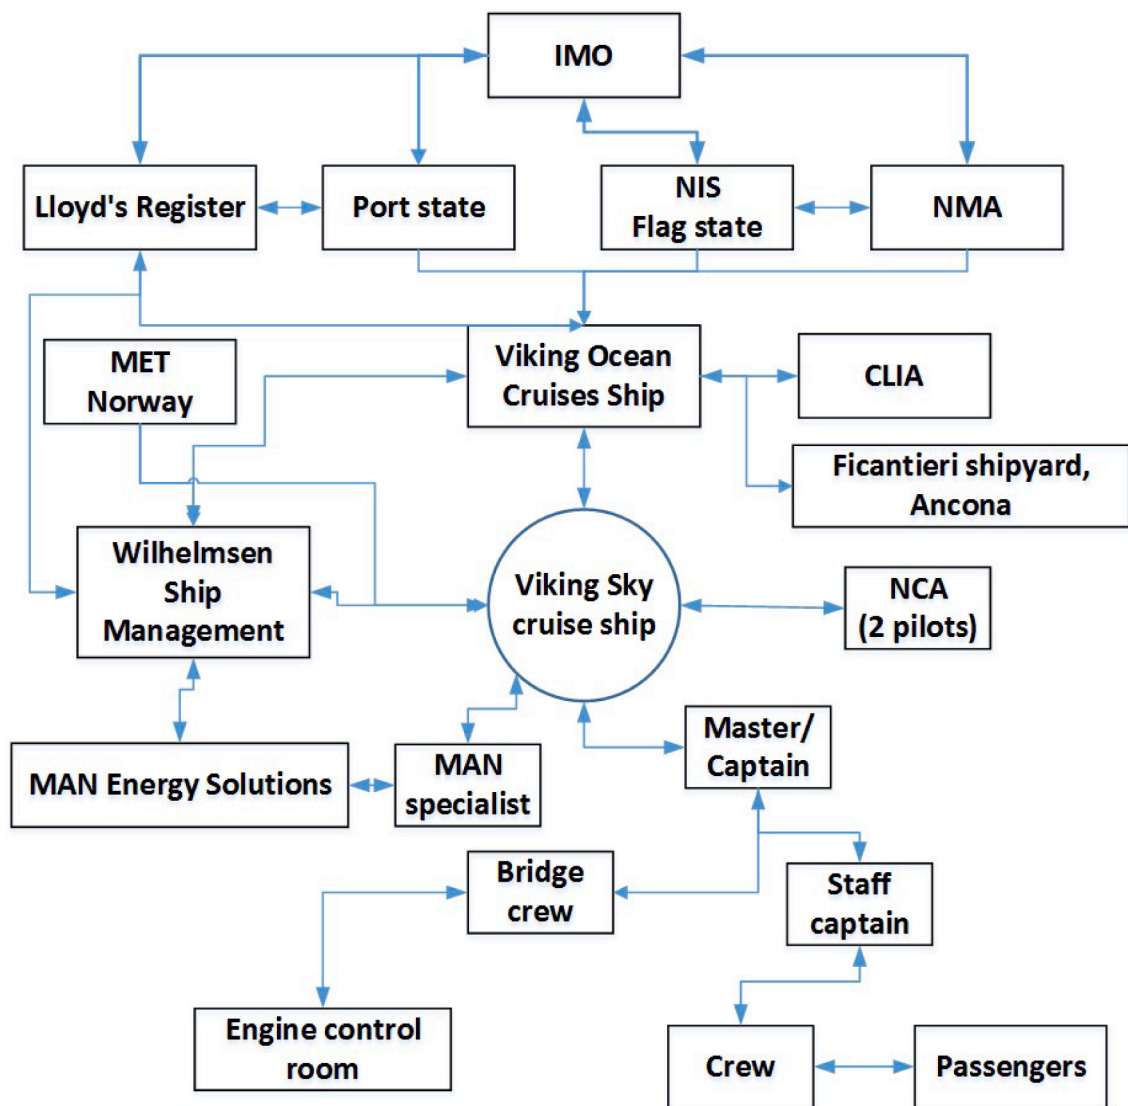 IMO
Lloyd's Register
Port state
NIS
Flag state
NMA
MET
Norway
Viking Ocean
Cruises Ship
CLIA
Ficantieri shipyard,
Ancona
Wilhelmsen
Ship
Management
Viking Sky
cruise ship
NCA
(2 pilots)
MAN Energy Solutions
MAN
specialist
Master/
Captain
Bridge
crew
Staff
captain
Engine control
room
Crew
Passengers